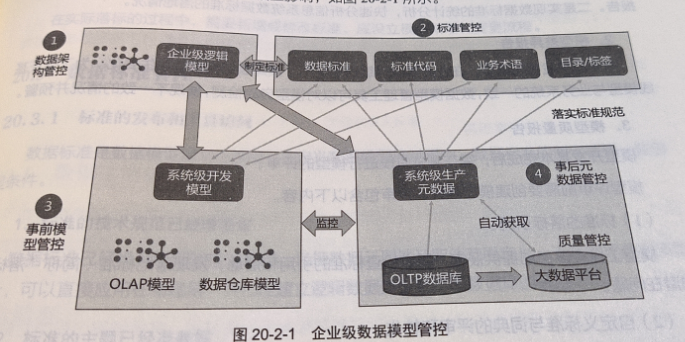 如图20-2-1所示。
1
数据架
构管控
企业级逻辑
模型
制定标准
2 标准管控
数据标准
标准代码
业务术语
目录/标签
落实标准规范
3
事前模
型管控
系统级开发
模型
OLAP模型
数据仓库模型
监控
系统级生产
元数据
4 事后元
数据管控
自动获取
质量管控
OLTP数据库
大数据平台
图 20-2-1 企业级数据模型管控